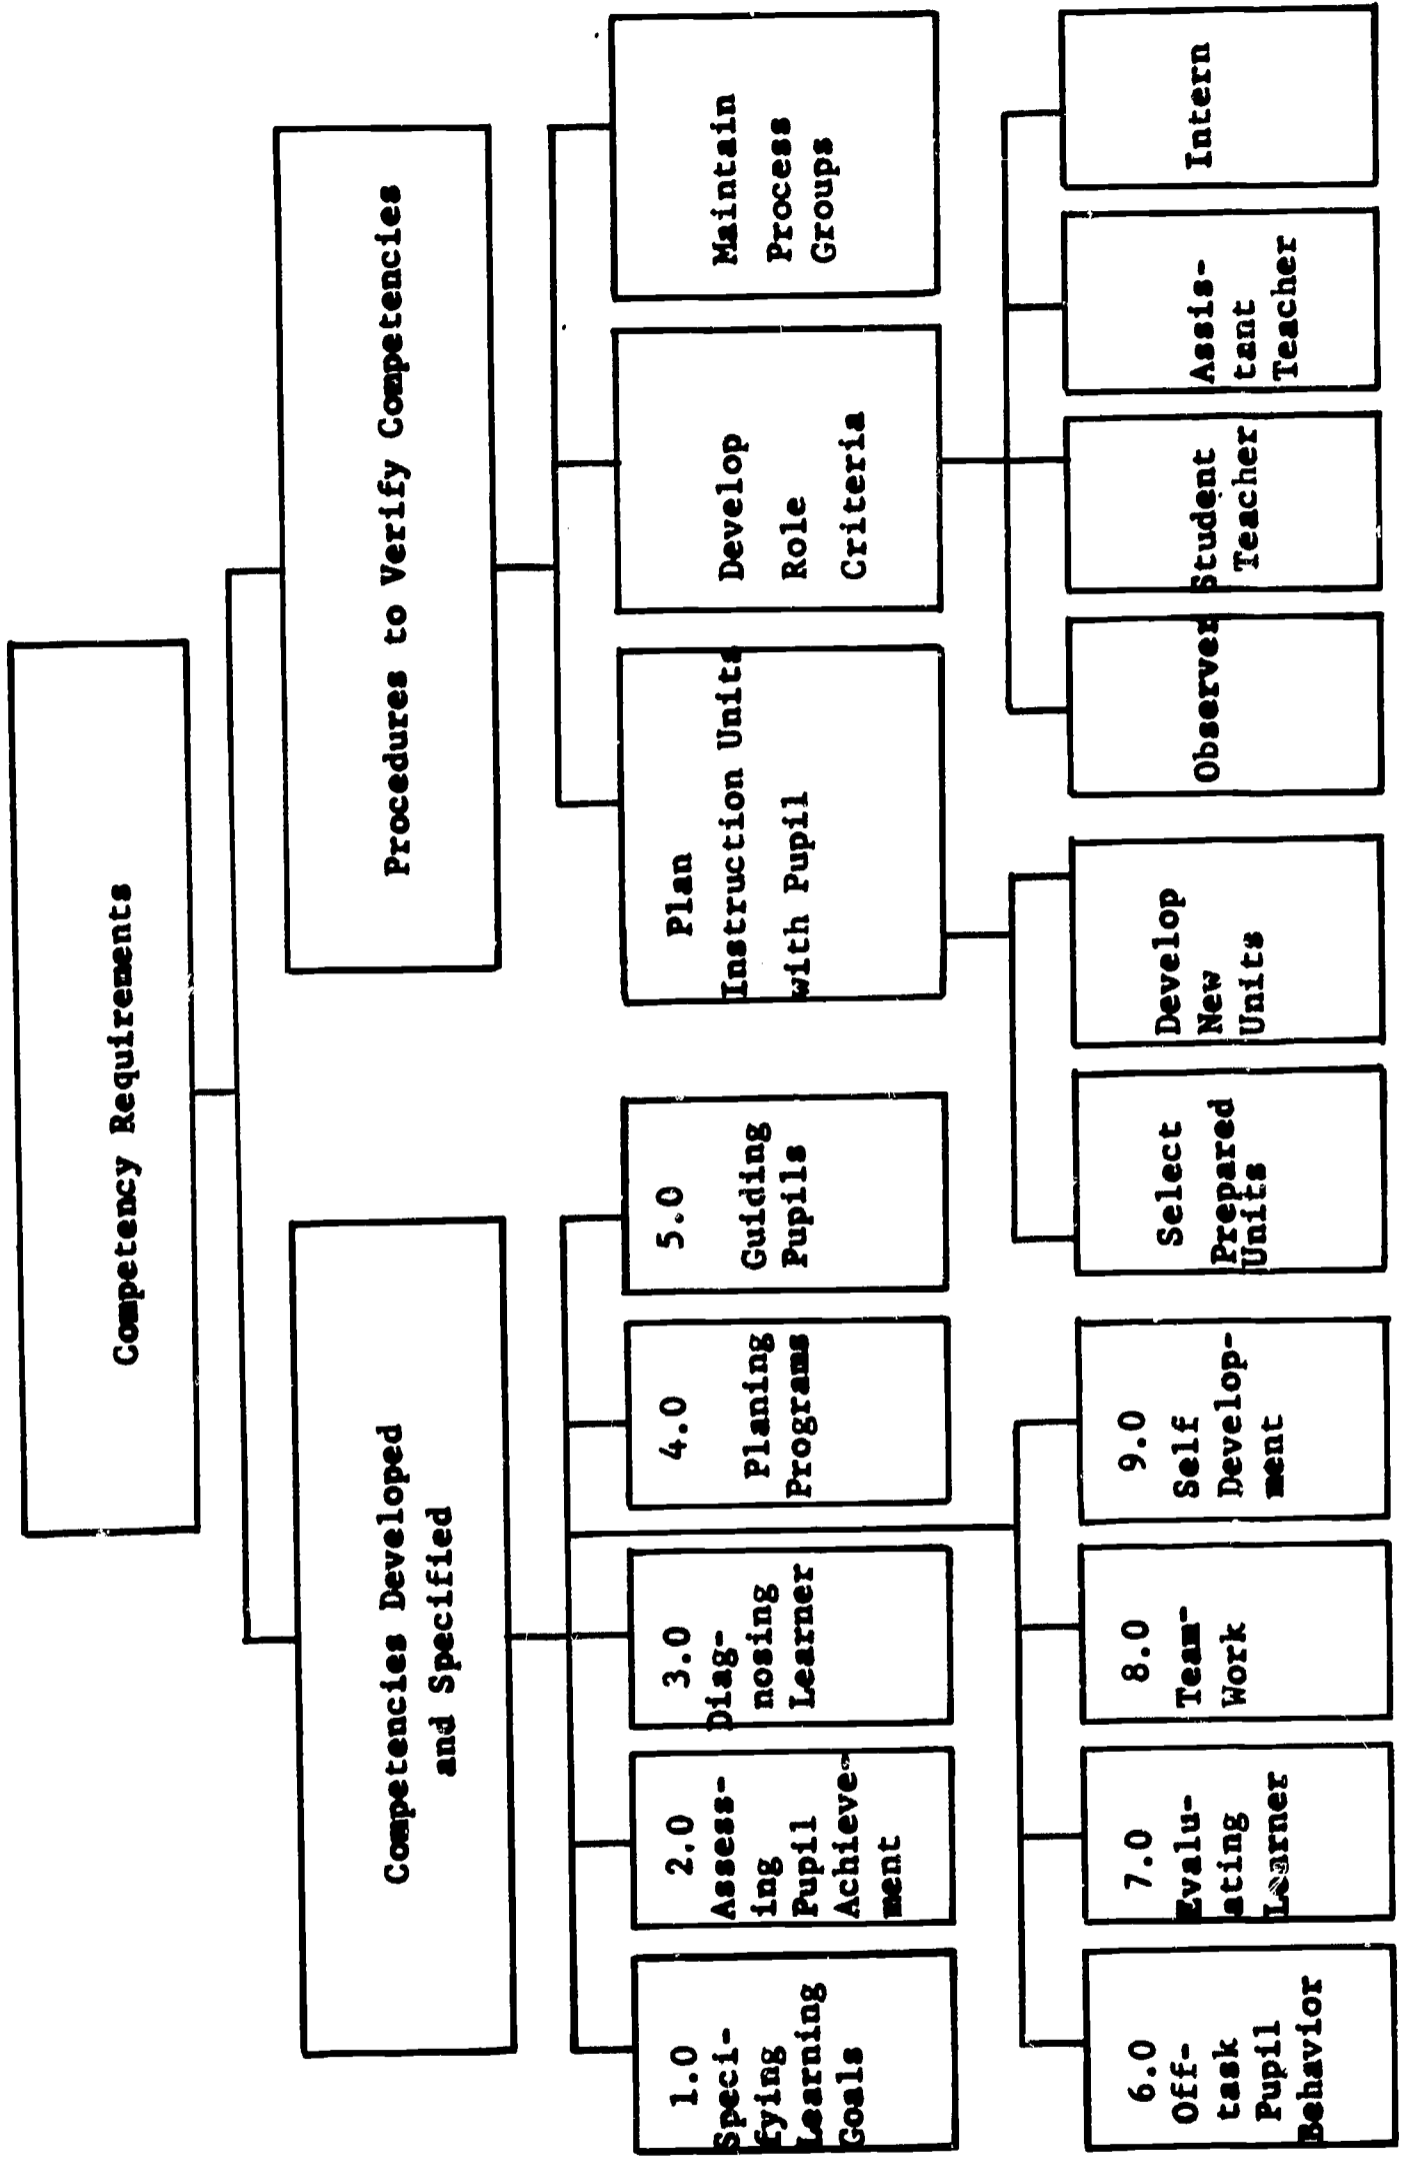 Competency Requirements
Competencies Developed
and Specified
Procedures to Verify Competencies
1.0
Speci-
fying
Learning
Goals
2.0
Assess-
ing
Pupil
Achieve-
ment
3.0
Diag-
nosing
Learner
4.0
Planing
Programs
5.0
Guiding
Pupils
Plan
Instruction Units
with Pupil
Develop
Role
Criteria
Maintain
Process
Groups
6.0
Off-
task
Pupil
Behavior
7.0
Evalu-
ating
Learner
8.0
Team-
Work
9.0
Self
Develop-
ment
Select
Prepared
Units
Develop
New
Units
Observer
Student
Teacher
Assis-
tant
Teacher
Intern